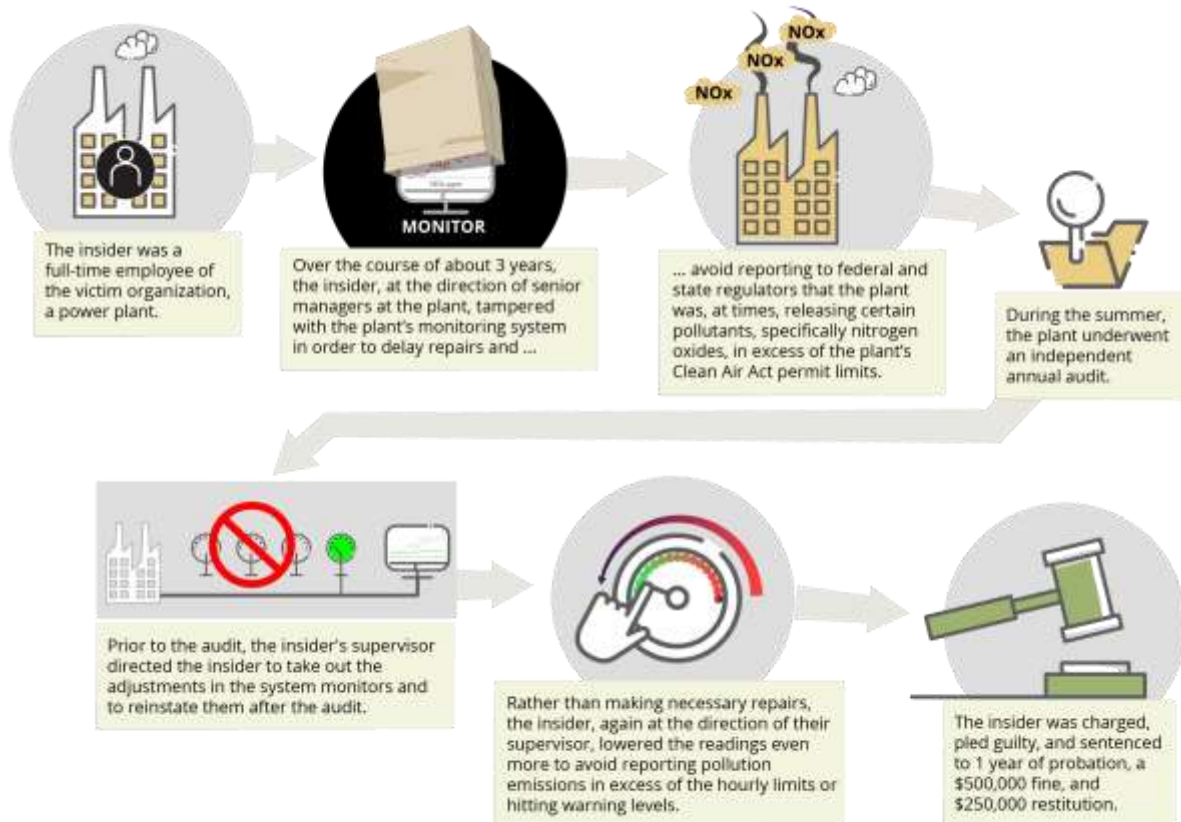 The insider was a
full-time employee of
the victim organization,
a power plant.
MONITOR
Over the course of about 3 years,
the insider, at the direction of senior
managers at the plant, tampered
with the plant's monitoring system
in order to delay repairs and ...
NOx
NOx
NOx
... avoid reporting to federal and
state regulators that the plant
was, at times, releasing certain
pollutants, specifically nitrogen
oxides, in excess of the plant's
Clean Air Act permit limits.
During the summer,
the plant underwent
an independent
annual audit.
Prior to the audit, the insider's supervisor
directed the insider to take out the
adjustments in the system monitors and
to reinstate them after the audit.
Rather than making necessary repairs,
the insider, again at the direction of their
supervisor, lowered the readings even
more to avoid reporting pollution
emissions in excess of the hourly limits or
hitting warning levels.
The insider was charged,
pled guilty, and sentenced
to 1 year of probation, a
$500,000 fine, and
$250,000 restitution.